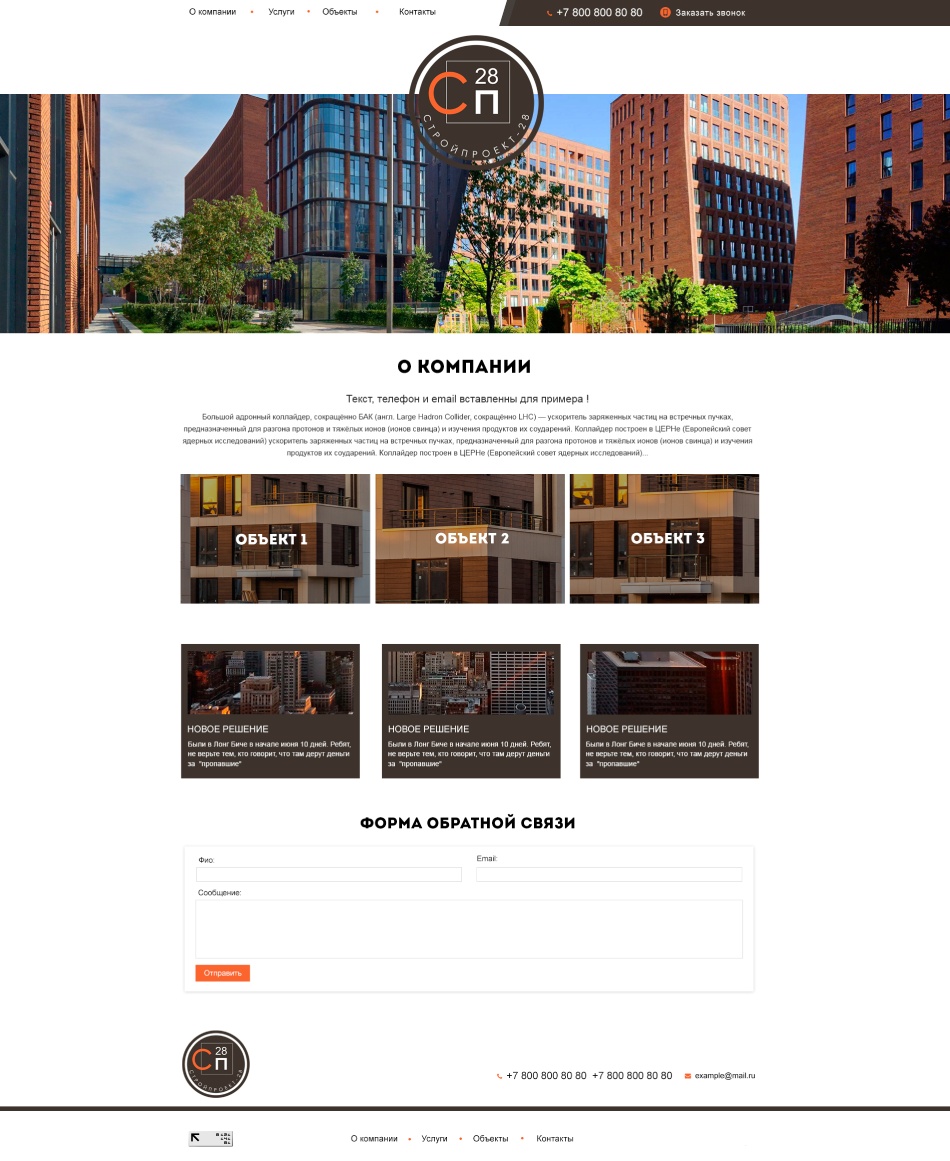 О компании • Услуги • Объекты • Контакты
+7 800 800 80 80 Заказать звонок
28
СП
СТРОЙПРОЕКТ-28
О КОМПАНИИ
Текст, телефон и email вставленны для примера !
Большой адронный коллайдер, сокращённо БАК (англ. Large Hadron Collider, сокращённо LHC) — ускоритель заряженных частиц на встречных пучках,
предназначенный для разгона протонов и тяжёлых ионов (ионов свинца) и изучения продуктов их соударений. Коллайдер построен в ЦЕРНе (Европейский совет
ядерных исследований) ускоритель заряженных частиц на встречных пучках, предназначенный для разгона протонов и тяжёлых ионов (ионов свинца) и изучения
продуктов их соударений. Коллайдер построен в ЦЕРНе (Европейский совет ядерных исследований)...
ОБЪЕКТ 1
ОБЪЕКТ 2
ОБЪЕКТ 3
НОВОЕ РЕШЕНИЕ
Были в Лонг Биче в начале июня 10 дней. Ребят,
не верьте тем, кто говорит, что там дерут деньги
за "пропавшие"
НОВОЕ РЕШЕНИЕ
Были в Лонг Биче в начале июня 10 дней. Ребят,
не верьте тем, кто говорит, что там дерут деньги
за "пропавшие"
НОВОЕ РЕШЕНИЕ
Были в Лонг Биче в начале июня 10 дней. Ребят,
не верьте тем, кто говорит, что там дерут деньги
за "пропавшие"
ФОРМА ОБРАТНОЙ СВЯЗИ
Фио:
Email:
Сообщение:
Отправить
28
СП
СТРОЙПРОЕКТ-28
+7 800 800 80 80 +7 800 800 80 80 example@mail.ru
О компании • Услуги • Объекты • Контакты